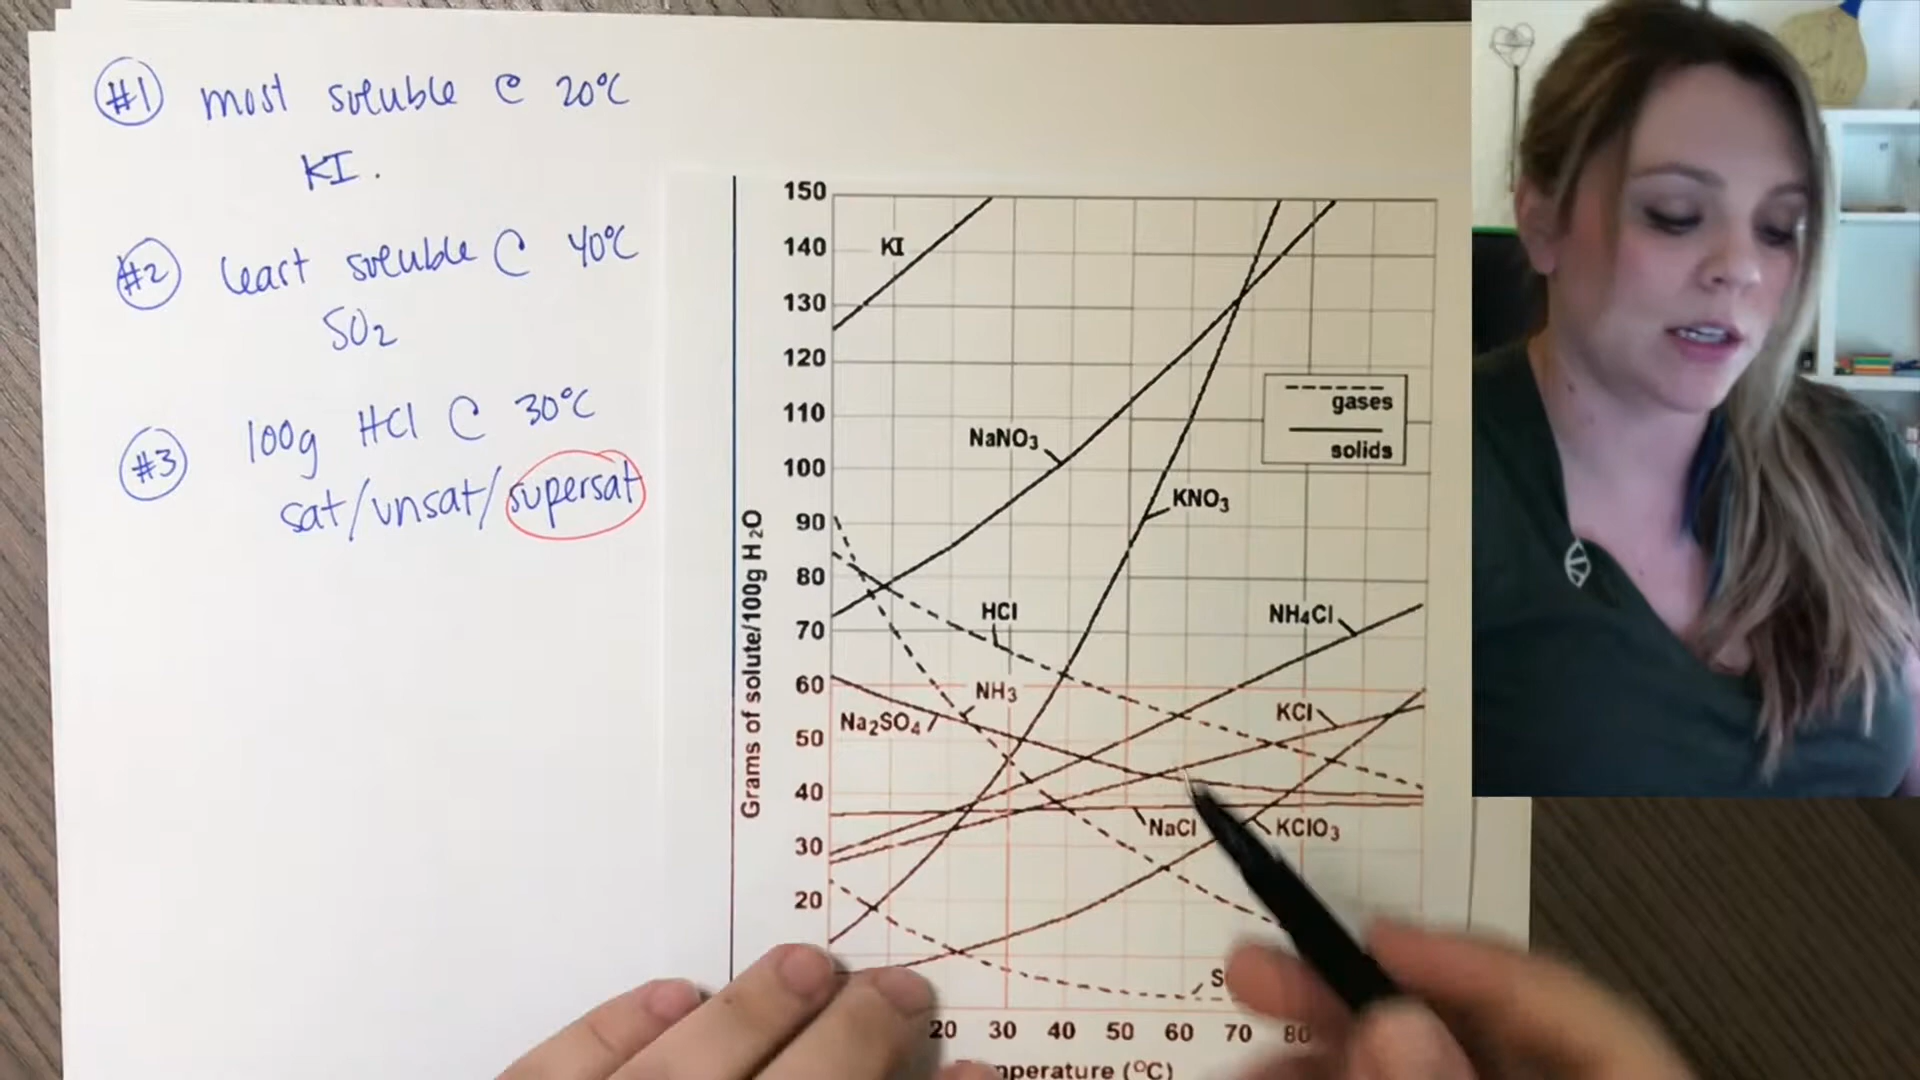 #1 most soluble @ 20°C
KI.
#2 least soluble @ 40°C
SO2
#3 100g HCl @ 30°C
sat/unsat/supersat
150
140
130
120
110
100
90
80
70
60
50
40
30
20
Grams of solute/100g H2O
KI
gases
solids
NaNO3
KNO3
HCl
NH4Cl
NH3
KCl
Na2SO4
NaCl
KClO3
20 30 40 50 60 70 80
(°C)